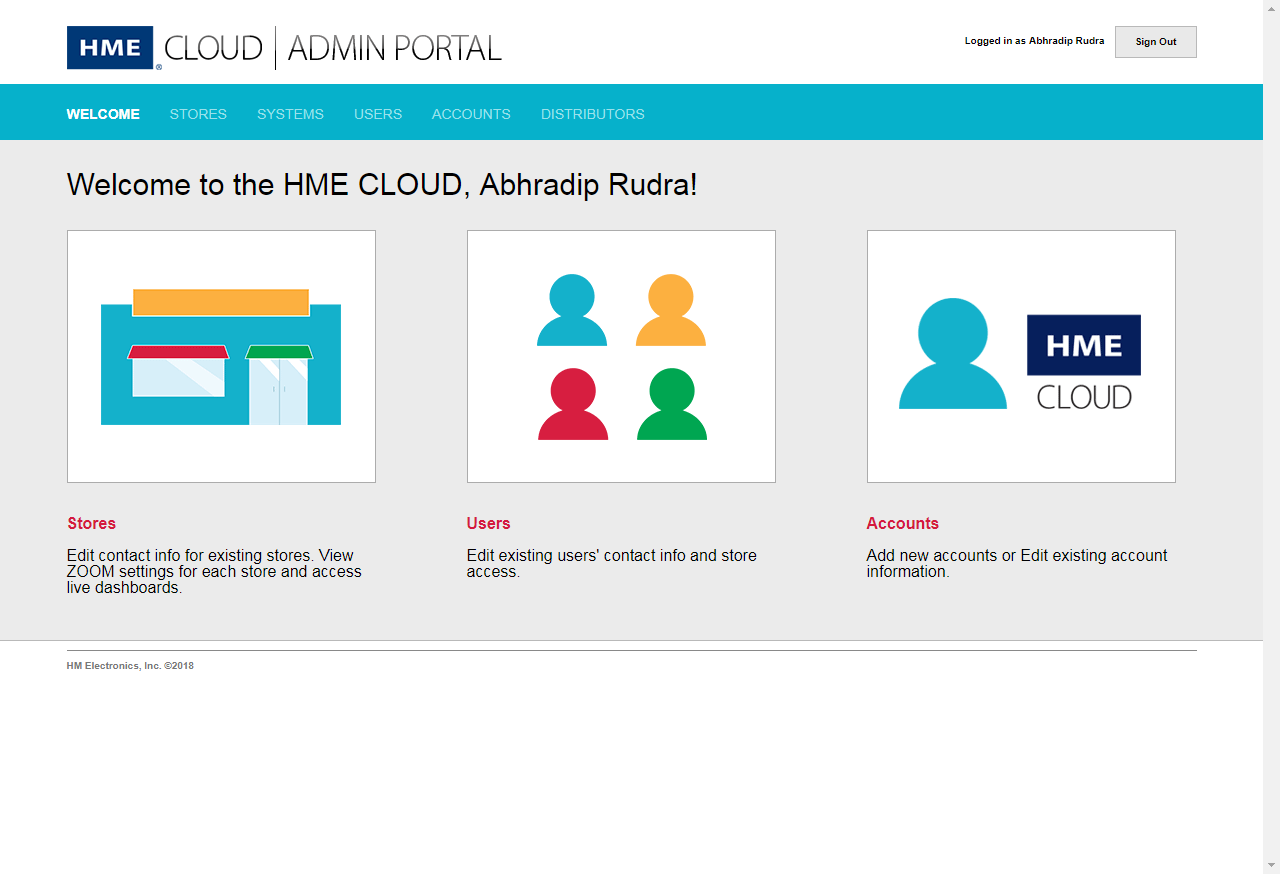 HME® CLOUD | ADMIN PORTAL
Logged in as Abhradip Rudra
Sign Out
WELCOME STORES SYSTEMS USERS ACCOUNTS DISTRIBUTORS
Welcome to the HME CLOUD, Abhradip Rudra!
HME
CLOUD
Stores
Edit contact info for existing stores. View
ZOOM settings for each store and access
live dashboards.
Users
Edit existing users' contact info and store
access.
Accounts
Add new accounts or Edit existing account
information.
HM Electronics, Inc. ©2018